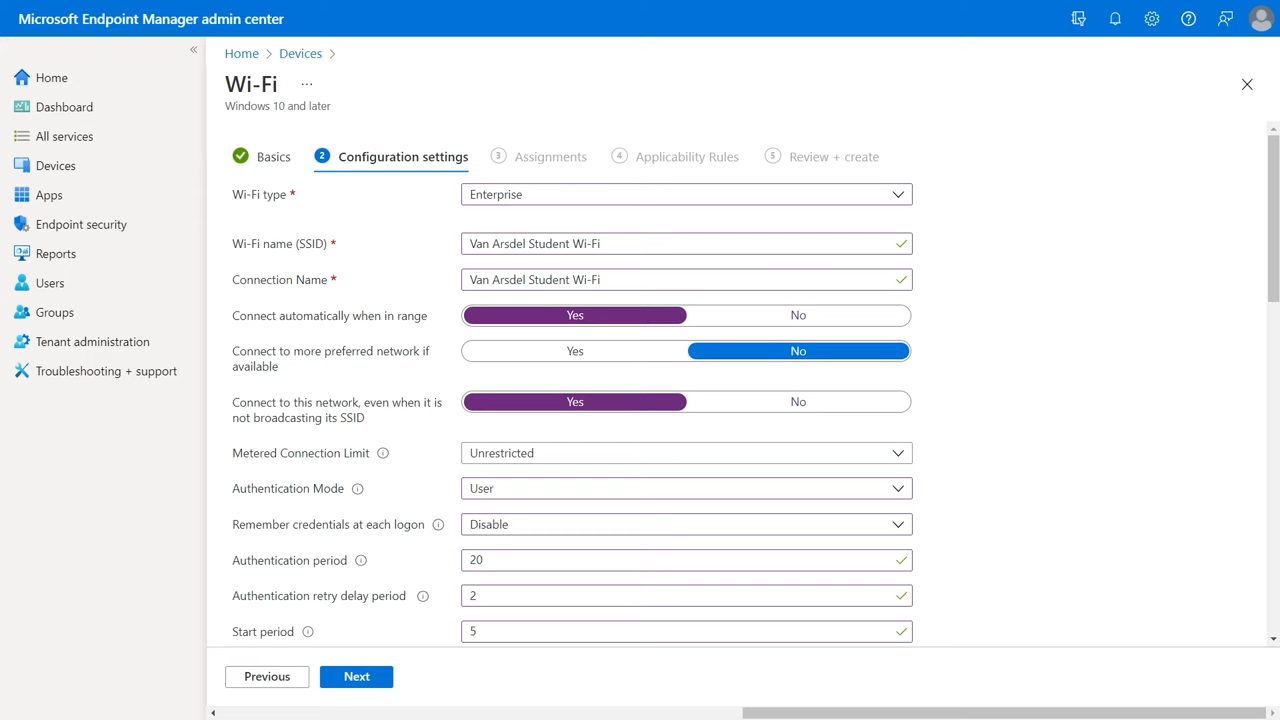 Microsoft Endpoint Manager admin center
«
Home
Dashboard
All services
Devices
Apps
Endpoint security
Reports
Users
Groups
Tenant administration
Troubleshooting + support
Home > Devices >
Wi-Fi ...
Windows 10 and later
Basics
2 Configuration settings
3 Assignments
4 Applicability Rules
5 Review + create
Wi-Fi type * Enterprise
Wi-Fi name (SSID) * Van Arsdel Student Wi-Fi
Connection Name * Van Arsdel Student Wi-Fi
Connect automatically when in range Yes No
Connect to more preferred network if
available Yes No
Connect to this network, even when it is
not broadcasting its SSID Yes No
Metered Connection Limit Unrestricted
Authentication Mode User
Remember credentials at each logon Disable
Authentication period 20
Authentication retry delay period 2
Start period 5
Previous Next